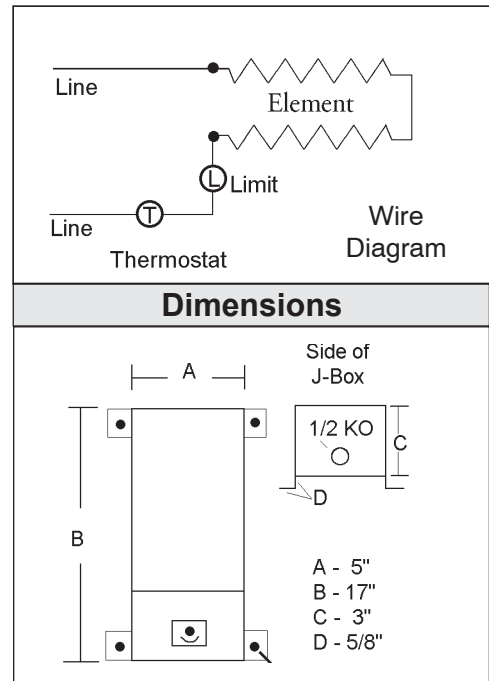 Line
Element
L Limit
T
Line
Thermostat
Wire
Diagram
Dimensions
Side of
J-Box
A
1/2 KO
C
D
B
A - 5"
B - 17"
C - 3"
D - 5/8"